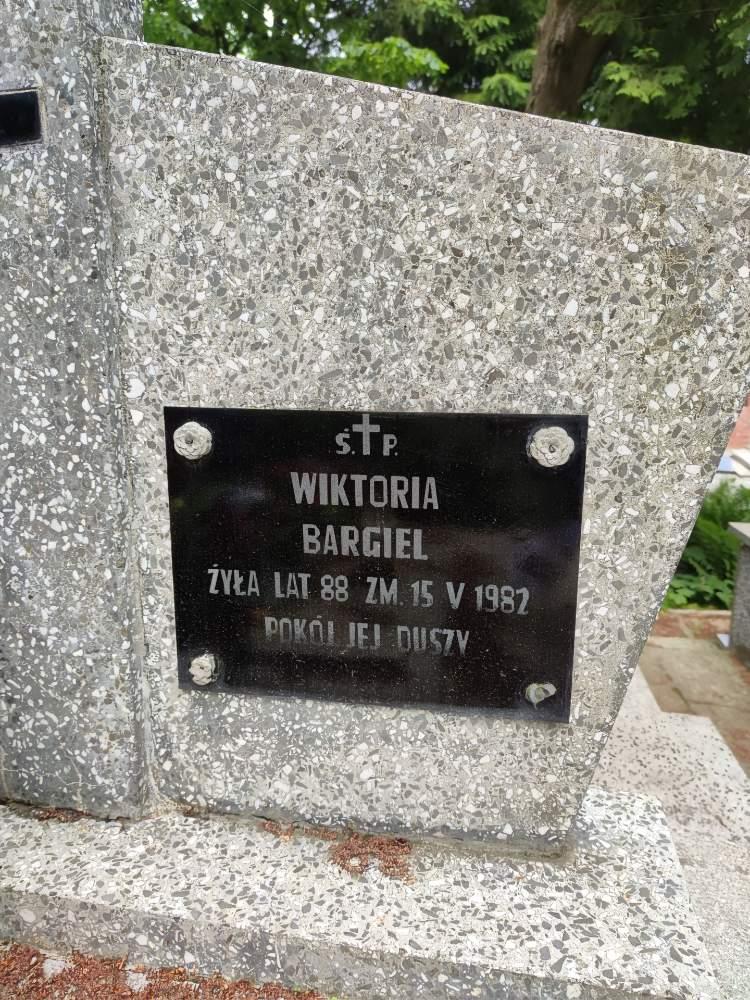 Ś.✝P.
WIKTORIA
BARGIEL
ŻYŁA LAT 88 ZM. 15 V 1982
POKÓJ JEJ DUSZY